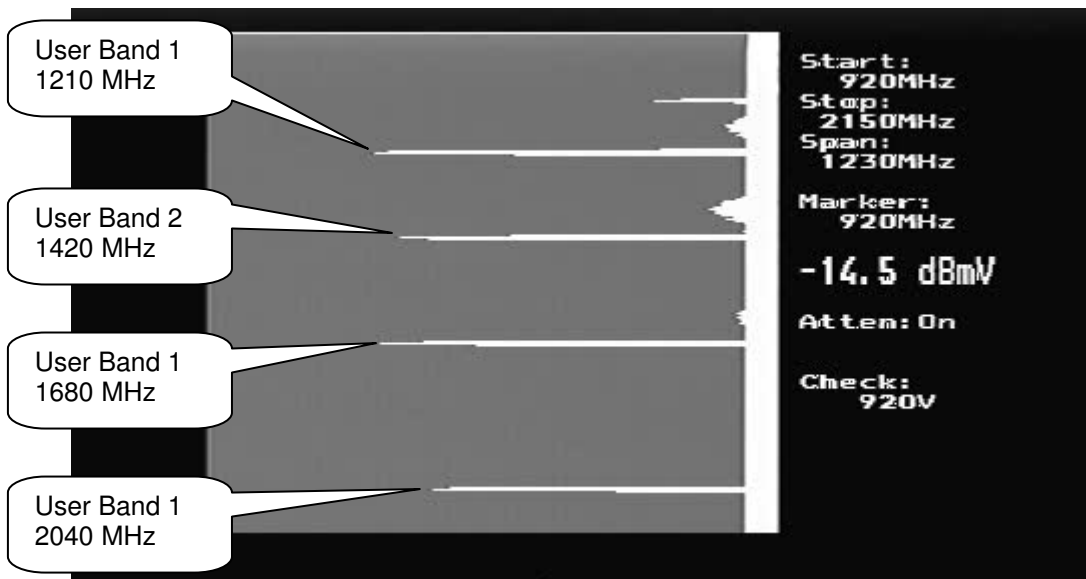 User Band 1
1210 MHz
User Band 2
1420 MHz
User Band 1
1680 MHz
User Band 1
2040 MHz
Start:
920MHz
Stop:
2150MHz
Span:
1230MHz
Marker:
920MHz
-14.5 dBmV
Atten:On
Check:
920V